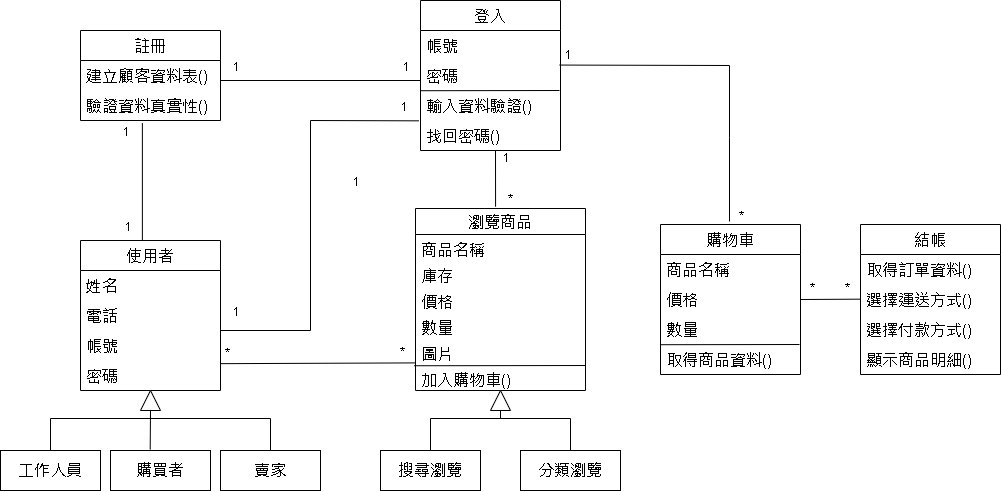 登入
帳號
密碼
輸入資料驗證()
找回密碼()
註冊
建立顧客資料表()
驗證資料真實性()
1
1
1
1
1
1
1
1
*
1
*
使用者
姓名
電話
帳號
密碼
1
*
*
瀏覽商品
商品名稱
庫存
價格
數量
圖片
加入購物車()
購物車
商品名稱
價格
數量
取得商品資料()
*
*
結帳
取得訂單資料()
選擇運送方式()
選擇付款方式()
顯示商品明細()
工作人員
購買者
賣家
搜尋瀏覽
分類瀏覽